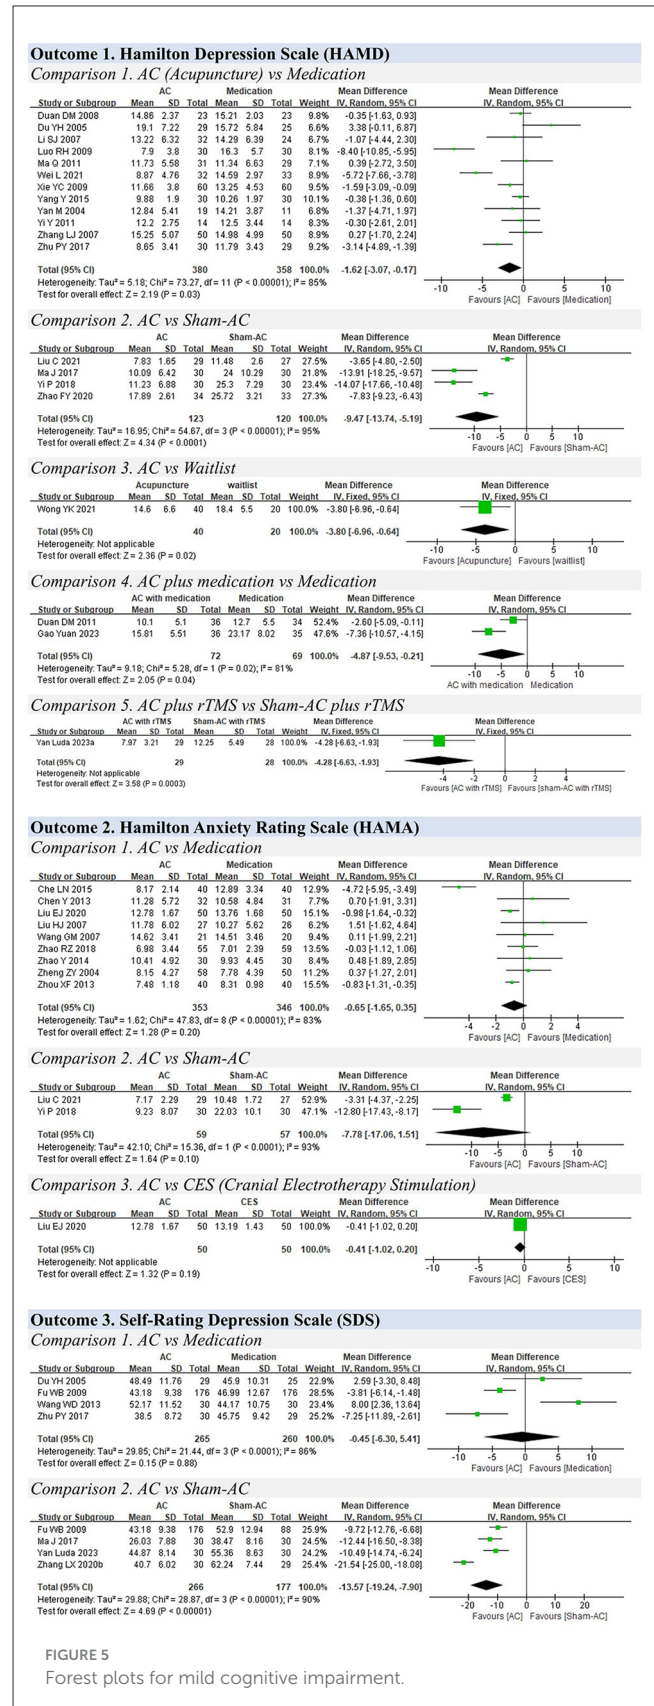 Outcome 1. Hamilton Depression Scale (HAMD)
Comparison 1. AC (Acupuncture) vs Medication
AC Medication Mean Difference Mean Difference
Study or Subgroup Mean SD Total Mean SD Total Weight IV, Random, 95% CI IV, Random, 95% CI
Duan DM 2008 14.86 2.37 23 15.21 2.03 23 9.8% -0.35 [-1.63, 0.93]
Du YH 2005 19.1 7.22 29 15.72 5.84 25 6.5% 3.38 [-0.11, 6.87]
Li SJ 2007 13.22 6.32 32 14.29 6.39 24 6.6% -1.07 [-4.44, 2.30]
Luo RH 2009 7.9 3.8 30 16.3 5.7 30 8.0% -8.40 [-10.85, -5.95]
Ma Q 2011 11.73 5.58 31 11.34 6.63 29 7.1% 0.39 [-2.72, 3.50]
Wei L 2021 8.87 4.76 32 14.59 2.97 33 8.8% -5.72 [-7.66, -3.78]
Xie YC 2009 11.66 3.8 60 13.25 4.53 60 9.5% -1.59 [-3.09, -0.09]
Yang Y 2015 9.88 1.9 30 10.26 1.97 30 10.1% -0.38 [-1.36, 0.60]
Yan M 2004 12.84 5.41 19 14.21 3.87 11 6.7% -1.37 [-4.71, 1.97]
Yi Y 2011 12.2 2.75 14 12.5 3.44 14 8.3% -0.30 [-2.61, 2.01]
Zhang LJ 2007 15.25 5.07 50 14.98 4.99 50 8.8% 0.27 [-1.70, 2.24]
Zhu PY 2017 8.65 3.41 30 11.79 3.43 29 9.1% -3.14 [-4.89, -1.39]
Total (95% CI) 380 358 100.0% -1.62 [-3.07, -0.17]
Heterogeneity: Tau² = 5.18; Chi² = 73.27, df = 11 (P < 0.00001); I² = 85%
Test for overall effect: Z = 2.19 (P = 0.03)
-10 -5 0 5 10
Favours [AC] Favours [Medication]
Comparison 2. AC vs Sham-AC
AC Sham-AC Mean Difference Mean Difference
Study or Subgroup Mean SD Total Mean SD Total Weight IV, Random, 95% CI IV, Random, 95% CI
Liu C 2021 7.83 1.65 29 11.48 2.6 27 27.5% -3.65 [-4.80, -2.50]
Ma J 2017 10.09 6.42 30 24 10.29 30 23.6% -13.91 [-18.25, -9.57]
Yi P 2018 11.23 6.88 30 25.3 7.29 30 23.4% -14.07 [-17.66, -10.48]
Zhao FY 2020 17.89 2.61 34 25.72 3.21 33 27.2% -7.83 [-9.23, -6.43]
Total (95% CI) 123 120 100.0% -9.47 [-13.74, -5.19]
Heterogeneity: Tau² = 16.95; Chi² = 54.67, df = 3 (P < 0.00001); I² = 95%
Test for overall effect: Z = 4.34 (P < 0.0001)
-10 -5 0 5 10
Favours [AC] Favours [Sham-AC]
Comparison 3. AC vs Waitlist
Acupuncture waitlist Mean Difference Mean Difference
Study or Subgroup Mean SD Total Mean SD Total Weight IV, Fixed, 95% CI IV, Fixed, 95% CI
Wong YK 2021 14.6 6.6 40 18.4 5.5 20 100.0% -3.80 [-6.96, -0.64]
Total (95% CI) 40 20 100.0% -3.80 [-6.96, -0.64]
Heterogeneity: Not applicable
Test for overall effect: Z = 2.36 (P = 0.02)
-10 -5 0 5 10
Favours [Acupuncture] Favours [waitlist]
Comparison 4. AC plus medication vs Medication
AC with medication Medication Mean Difference Mean Difference
Study or Subgroup Mean SD Total Mean SD Total Weight IV, Random, 95% CI IV, Random, 95% CI
Duan DM 2011 10.1 5.1 36 12.7 5.5 34 52.4% -2.60 [-5.09, -0.11]
Gao Yuan 2023 15.81 5.51 36 23.17 8.02 35 47.6% -7.36 [-10.57, -4.15]
Total (95% CI) 72 69 100.0% -4.87 [-9.53, -0.21]
Heterogeneity: Tau² = 9.18; Chi² = 5.28, df = 1 (P = 0.02); I² = 81%
Test for overall effect: Z = 2.05 (P = 0.04)
-10 -5 0 5 10
AC with medication Medication
Comparison 5. AC plus rTMS vs Sham-AC plus rTMS
AC with rTMS Sham-AC with rTMS Mean Difference Mean Difference
Study or Subgroup Mean SD Total Mean SD Total Weight IV, Fixed, 95% CI IV, Fixed, 95% CI
Yan Luda 2023a 7.97 3.21 29 12.25 5.49 28 100.0% -4.28 [-6.63, -1.93]
Total (95% CI) 29 28 100.0% -4.28 [-6.63, -1.93]
Heterogeneity: Not applicable
Test for overall effect: Z = 3.58 (P = 0.0003)
-4 -2 0 2 4
Favours [AC with rTMS] Favours [sham-AC with rTMS]
Outcome 2. Hamilton Anxiety Rating Scale (HAMA)
Comparison 1. AC vs Medication
AC Medication Mean Difference Mean Difference
Study or Subgroup Mean SD Total Mean SD Total Weight IV, Random, 95% CI IV, Random, 95% CI
Che LN 2015 8.17 2.14 40 12.89 3.34 40 12.9% -4.72 [-5.95, -3.49]
Chen Y 2013 11.28 5.72 32 10.58 4.84 31 7.7% 0.70 [-1.91, 3.31]
Liu EJ 2020 12.78 1.67 50 13.76 1.68 50 15.1% -0.98 [-1.64, -0.32]
Liu HJ 2007 11.78 6.02 27 10.27 5.62 26 6.6% 1.51 [-1.62, 4.64]
Wang GM 2007 14.62 3.41 21 14.51 3.46 20 9.4% 0.11 [-1.99, 2.21]
Zhao RZ 2018 6.98 3.44 55 7.01 2.39 59 13.5% -0.03 [-1.12, 1.06]
Zhao Y 2014 10.41 4.92 30 9.93 4.45 30 8.5% 0.48 [-1.89, 2.85]
Zheng ZY 2004 8.15 4.27 58 7.78 4.39 50 11.2% 0.37 [-1.27, 2.01]
Zhou XF 2013 7.48 1.18 40 8.31 0.98 40 15.4% -0.83 [-1.31, -0.35]
Total (95% CI) 353 346 100.0% -0.65 [-1.65, 0.35]
Heterogeneity: Tau² = 1.62; Chi² = 47.83, df = 8 (P < 0.00001); I² = 83%
Test for overall effect: Z = 1.28 (P = 0.20)
-4 -2 0 2 4
Favours [AC] Favours [Medication]
Comparison 2. AC vs Sham-AC
AC Sham-AC Mean Difference Mean Difference
Study or Subgroup Mean SD Total Mean SD Total Weight IV, Random, 95% CI IV, Random, 95% CI
Liu C 2021 7.17 2.29 29 10.48 1.72 27 52.9% -3.31 [-4.37, -2.25]
Yi P 2018 9.23 8.07 30 22.03 10.1 30 47.1% -12.80 [-17.43, -8.17]
Total (95% CI) 59 57 100.0% -7.78 [-17.06, 1.51]
Heterogeneity: Tau² = 42.10; Chi² = 15.36, df = 1 (P < 0.0001); I² = 93%
Test for overall effect: Z = 1.64 (P = 0.10)
-10 -5 0 5 10
Favours [AC] Favours [Sham-AC]
Comparison 3. AC vs CES (Cranial Electrotherapy Stimulation)
AC CES Mean Difference Mean Difference
Study or Subgroup Mean SD Total Mean SD Total Weight IV, Random, 95% CI IV, Random, 95% CI
Liu EJ 2020 12.78 1.67 50 13.19 1.43 50 100.0% -0.41 [-1.02, 0.20]
Total (95% CI) 50 50 100.0% -0.41 [-1.02, 0.20]
Heterogeneity: Not applicable
Test for overall effect: Z = 1.32 (P = 0.19)
-10 -5 0 5 10
Favours [AC] Favours [CES]
Outcome 3. Self-Rating Depression Scale (SDS)
Comparison 1. AC vs Medication
AC Medication Mean Difference Mean Difference
Study or Subgroup Mean SD Total Mean SD Total Weight IV, Random, 95% CI IV, Random, 95% CI
Du YH 2005 48.49 11.76 29 45.9 10.31 25 22.9% 2.59 [-3.30, 8.48]
Fu WB 2009 43.18 9.38 176 46.99 12.67 176 28.5% -3.81 [-6.14, -1.48]
Wang WD 2013 52.17 11.52 30 44.17 10.75 30 23.4% 8.00 [2.36, 13.64]
Zhu PY 2017 38.5 8.72 30 45.75 9.42 29 25.2% -7.25 [-11.89, -2.61]
Total (95% CI) 265 260 100.0% -0.45 [-6.30, 5.41]
Heterogeneity: Tau² = 29.85; Chi² = 21.44, df = 3 (P < 0.0001); I² = 86%
Test for overall effect: Z = 0.15 (P = 0.88)
-10 -5 0 5 10
Favours [AC] Favours [Medication]
Comparison 2. AC vs Sham-AC
AC Sham-AC Mean Difference Mean Difference
Study or Subgroup Mean SD Total Mean SD Total Weight IV, Random, 95% CI IV, Random, 95% CI
Fu WB 2009 43.18 9.38 176 52.9 12.94 88 25.9% -9.72 [-12.76, -6.68]
Ma J 2017 26.03 7.88 30 38.47 8.16 30 24.4% -12.44 [-16.50, -8.38]
Yan Luda 2023 44.87 8.14 30 55.36 8.63 30 24.2% -10.49 [-14.74, -6.24]
Zhang LX 2020b 40.7 6.02 30 62.24 7.44 29 25.4% -21.54 [-25.00, -18.08]
Total (95% CI) 266 177 100.0% -13.57 [-19.24, -7.90]
Heterogeneity: Tau² = 29.88; Chi² = 28.87, df = 3 (P < 0.00001); I² = 90%
Test for overall effect: Z = 4.69 (P < 0.00001)
-20 -10 0 10 20
Favours [AC] Favours [Sham-AC]
FIGURE 5
Forest plots for mild cognitive impairment.